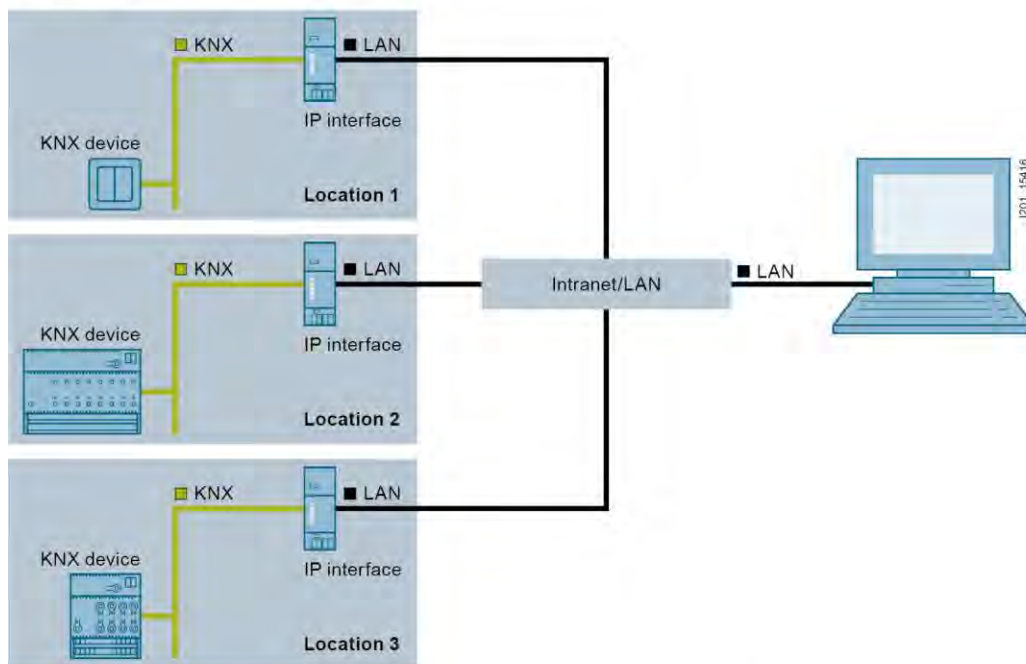 KNX
LAN
IP interface
KNX device
Location 1
KNX
LAN
IP interface
KNX device
Location 2
KNX
LAN
IP interface
KNX device
Location 3
Intranet/LAN
LAN
I201_15416